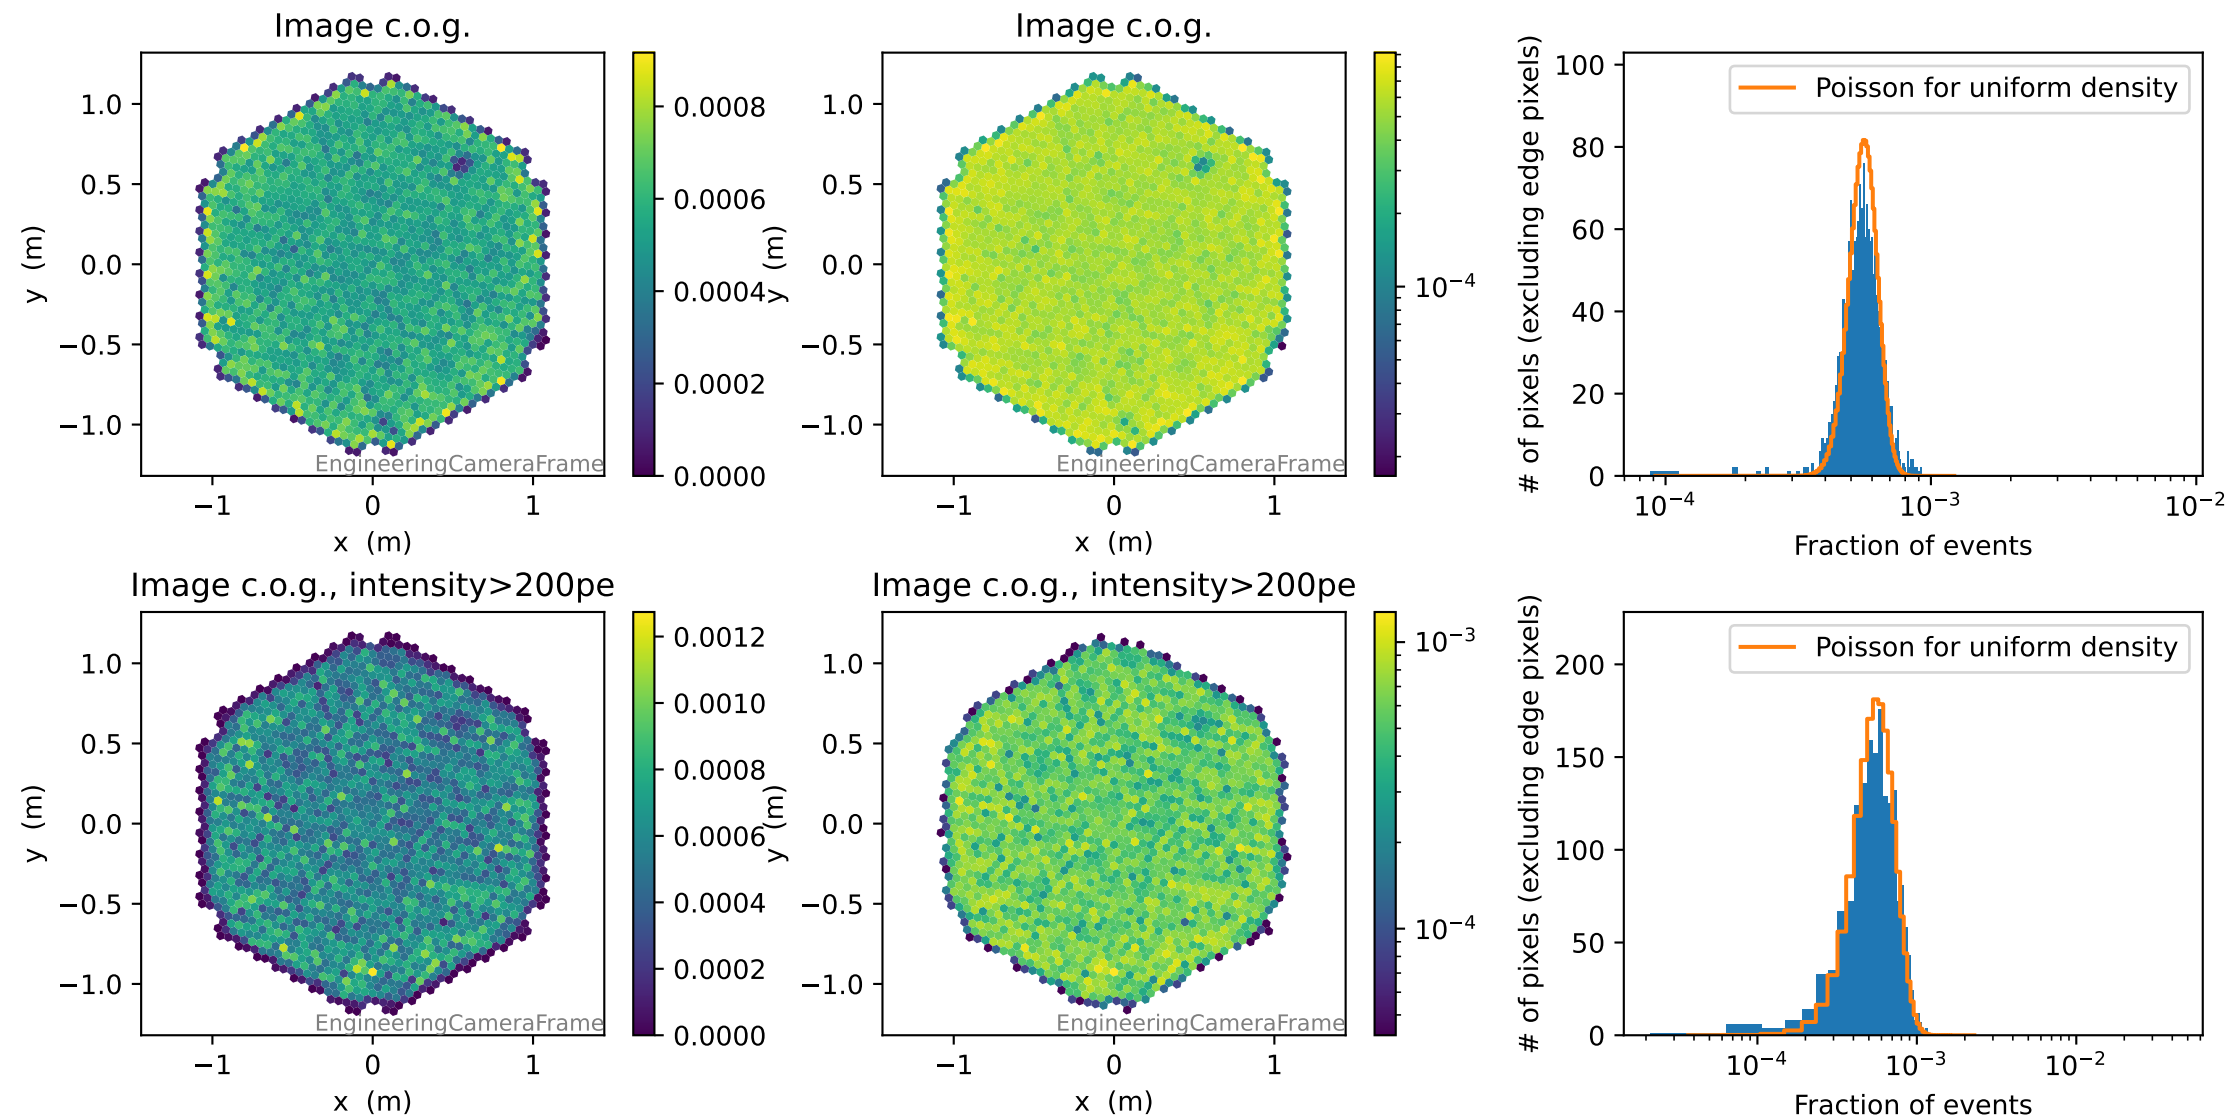 Image c.o.g.
1.0
0.5
0.0
−0.5
−1.0
y (m)
EngineeringCameraFrame
−1
0
1
x (m)
0.0008
0.0006
0.0004
0.0002
0.0000
Image c.o.g.
1.0
0.5
0.0
−0.5
−1.0
y (m)
EngineeringCameraFrame
−1
0
1
x (m)
10⁻⁴
# of pixels (excluding edge pixels)
100
80
60
40
20
0
Poisson for uniform density
10⁻⁴
10⁻³
10⁻²
Fraction of events
Image c.o.g., intensity>200pe
1.0
0.5
0.0
−0.5
−1.0
y (m)
EngineeringCameraFrame
−1
0
1
x (m)
0.0012
0.0010
0.0008
0.0006
0.0004
0.0002
0.0000
Image c.o.g., intensity>200pe
1.0
0.5
0.0
−0.5
−1.0
y (m)
EngineeringCameraFrame
−1
0
1
x (m)
10⁻³
10⁻⁴
# of pixels (excluding edge pixels)
200
150
100
50
0
Poisson for uniform density
10⁻⁴
10⁻³
10⁻²
Fraction of events